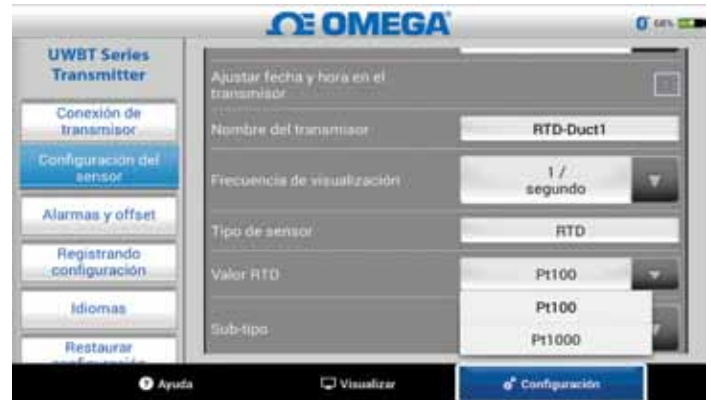 OMEGA
68%
UWBT Series
Transmitter
Conexión de
transmisor
Configuración del
sensor
Alarmas y offset
Registrando
configuración
Idiomas
Restaurar
configuración
Ajustar fecha y hora en el
transmisor
Nombre del transmisor
RTD-Duct1
Frecuencia de visualización
1 /
segundo
Tipo de sensor
RTD
Valor RTD
Pt100
Pt100
Pt1000
Sub-tipo
Ayuda
Visualizar
Configuración